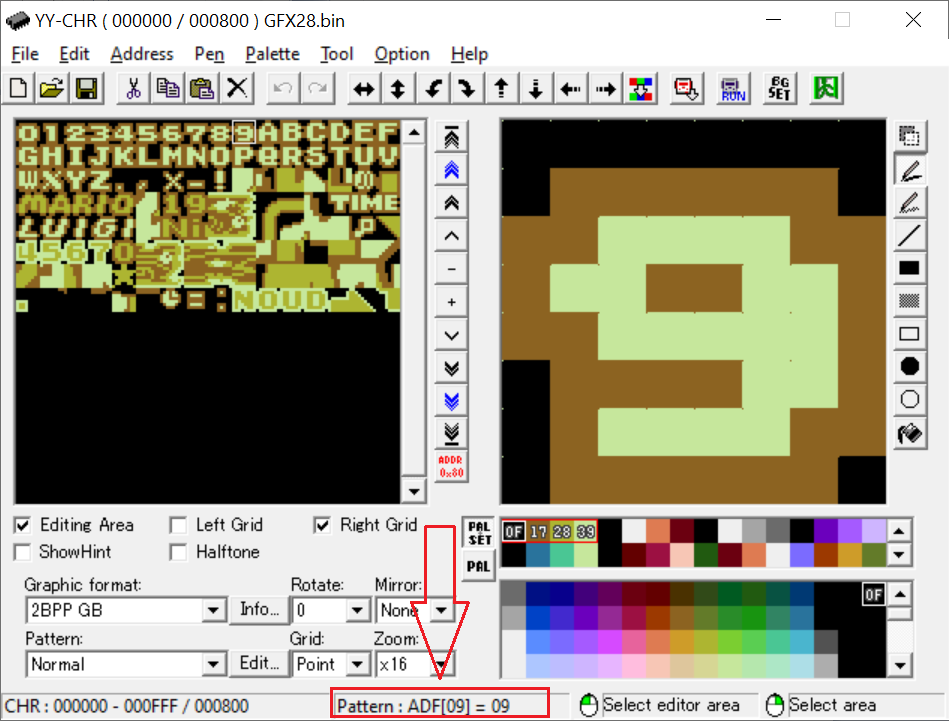 YY-CHR ( 000000 / 000800 ) GFX28.bin
File Edit Address Pen Palette Tool Option Help
RUN BG SET
0123456789ABCDEF
GHIJKLMNOPQRSTUV
WXYZ., x-!
MARIO 19 TIME
LUIGI Ni
45670
=: NOUD
9
ADDR 0x80
Editing Area Left Grid Right Grid
ShowHint Halftone
PAL SET
PAL
0F 17 28 39
0F
Graphic format: Rotate: Mirror:
2BPP GB Info... 0 None
Pattern: Grid: Zoom:
Normal Edit... Point x16
CHR : 000000 - 000FFF / 000800 Pattern : ADF[09] = 09 Select editor area Select area